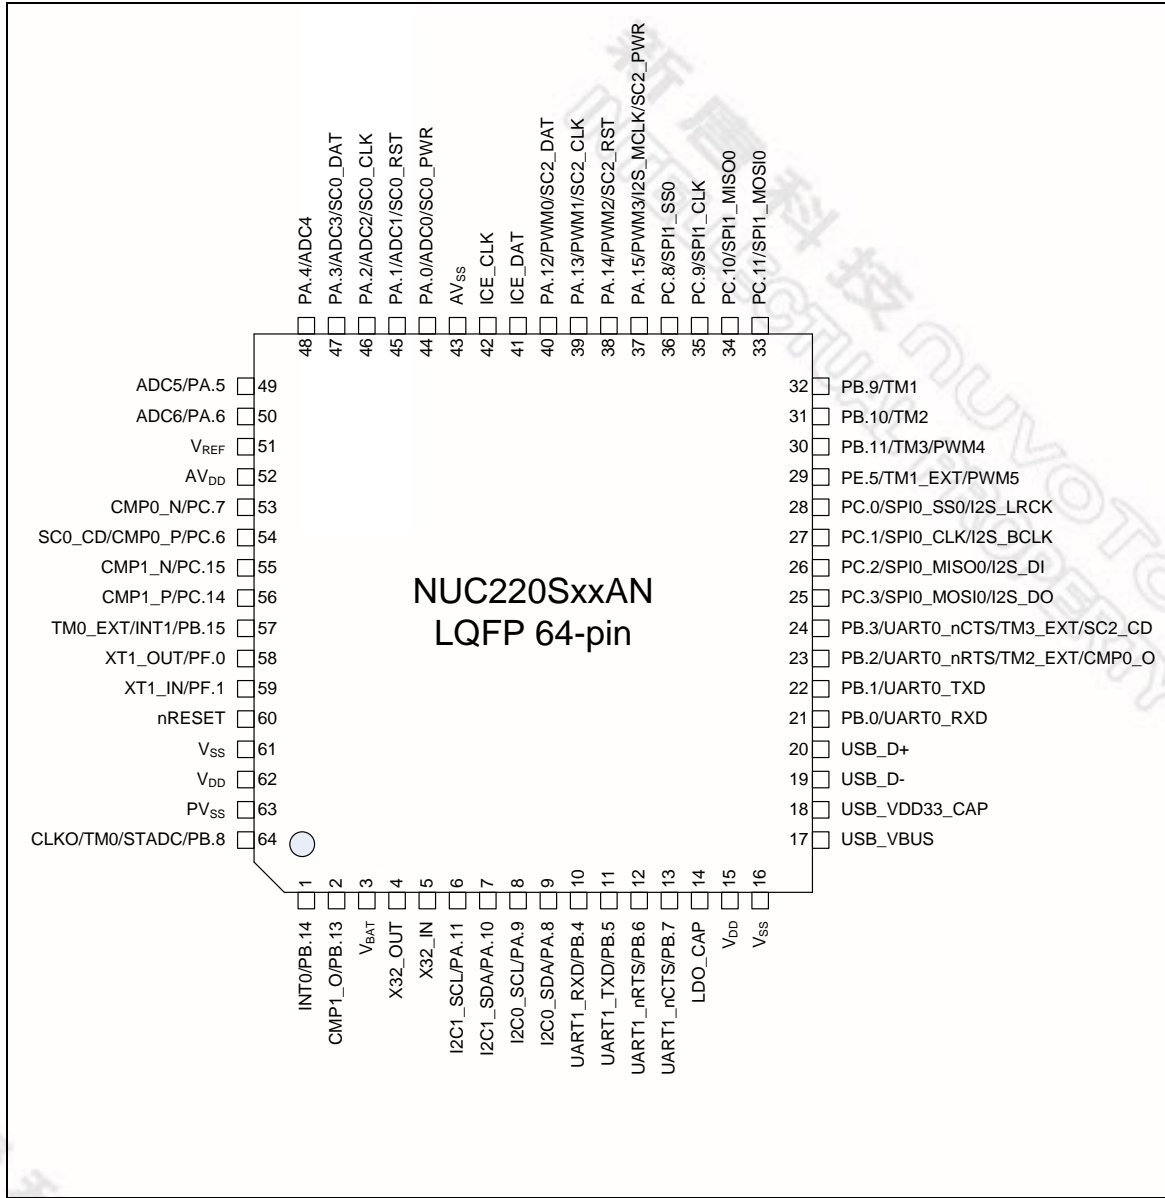 PA.4/ADC4
PA.3/ADC3/SC0_DAT
PA.2/ADC2/SC0_CLK
PA.1/ADC1/SC0_RST
PA.0/ADC0/SC0_PWR
AVSS
ICE_CLK
ICE_DAT
PA.12/PWM0/SC2_DAT
PA.13/PWM1/SC2_CLK
PA.14/PWM2/SC2_RST
PA.15/PWM3/I2S_MCLK/SC2_PWR
PC.8/SPI1_SS0
PC.9/SPI1_CLK
PC.10/SPI1_MISO0
PC.11/SPI1_MOSI0
48 47 46 45 44 43 42 41 40 39 38 37 36 35 34 33
ADC5/PA.5 49
ADC6/PA.6 50
VREF 51
AVDD 52
CMP0_N/PC.7 53
SC0_CD/CMP0_P/PC.6 54
CMP1_N/PC.15 55
CMP1_P/PC.14 56
TM0_EXT/INT1/PB.15 57
XT1_OUT/PF.0 58
XT1_IN/PF.1 59
nRESET 60
VSS 61
VDD 62
PVSS 63
CLKO/TM0/STADC/PB.8 64
NUC220SxxAN
LQFP 64-pin
32 PB.9/TM1
31 PB.10/TM2
30 PB.11/TM3/PWM4
29 PE.5/TM1_EXT/PWM5
28 PC.0/SPI0_SS0/I2S_LRCK
27 PC.1/SPI0_CLK/I2S_BCLK
26 PC.2/SPI0_MISO0/I2S_DI
25 PC.3/SPI0_MOSI0/I2S_DO
24 PB.3/UART0_nCTS/TM3_EXT/SC2_CD
23 PB.2/UART0_nRTS/TM2_EXT/CMP0_O
22 PB.1/UART0_TXD
21 PB.0/UART0_RXD
20 USB_D+
19 USB_D-
18 USB_VDD33_CAP
17 USB_VBUS
1 2 3 4 5 6 7 8 9 10 11 12 13 14 15 16
INT0/PB.14
CMP1_O/PB.13
VBAT
X32_OUT
X32_IN
I2C1_SCL/PA.11
I2C1_SDA/PA.10
I2C0_SCL/PA.9
I2C0_SDA/PA.8
UART1_RXD/PB.4
UART1_TXD/PB.5
UART1_nRTS/PB.6
UART1_nCTS/PB.7
LDO_CAP
VDD
VSS
新唐科技 nuvoTo
INTELLECTUAL PROPERTY